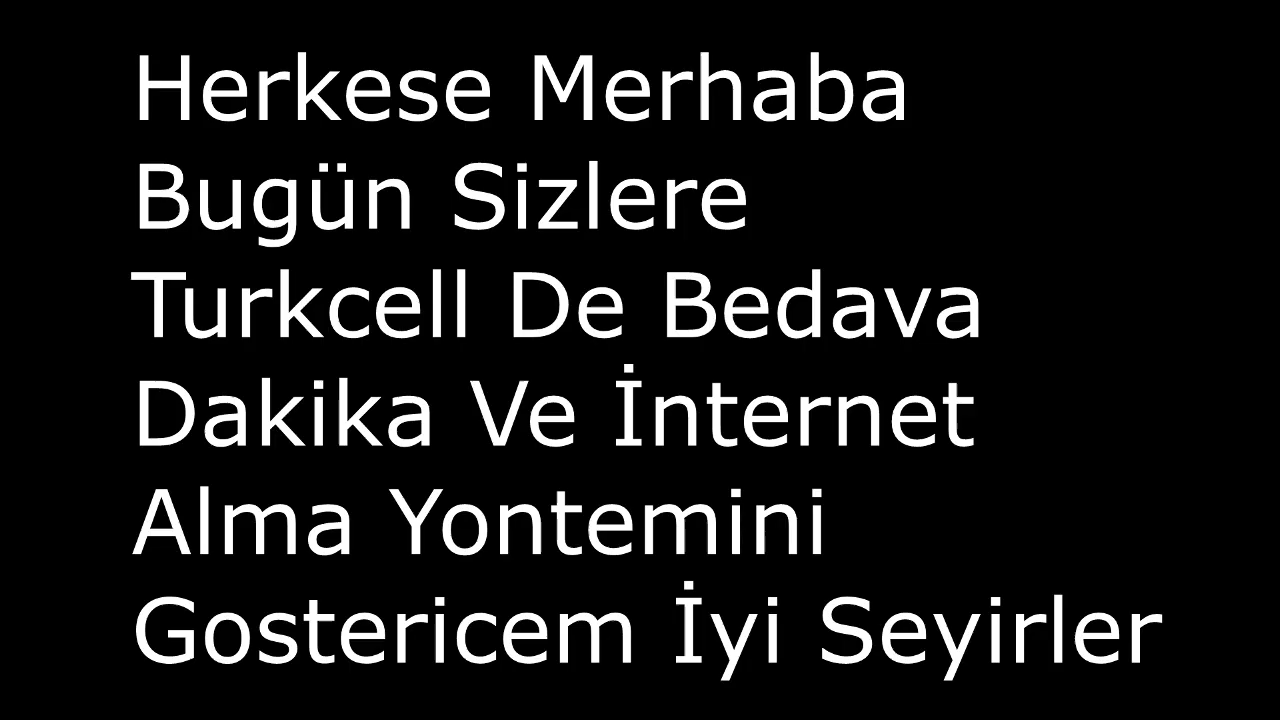 Herkese Merhaba
Bugün Sizlere
Turkcell De Bedava
Dakika Ve İnternet
Alma Yontemini
Gostericem İyi Seyirler